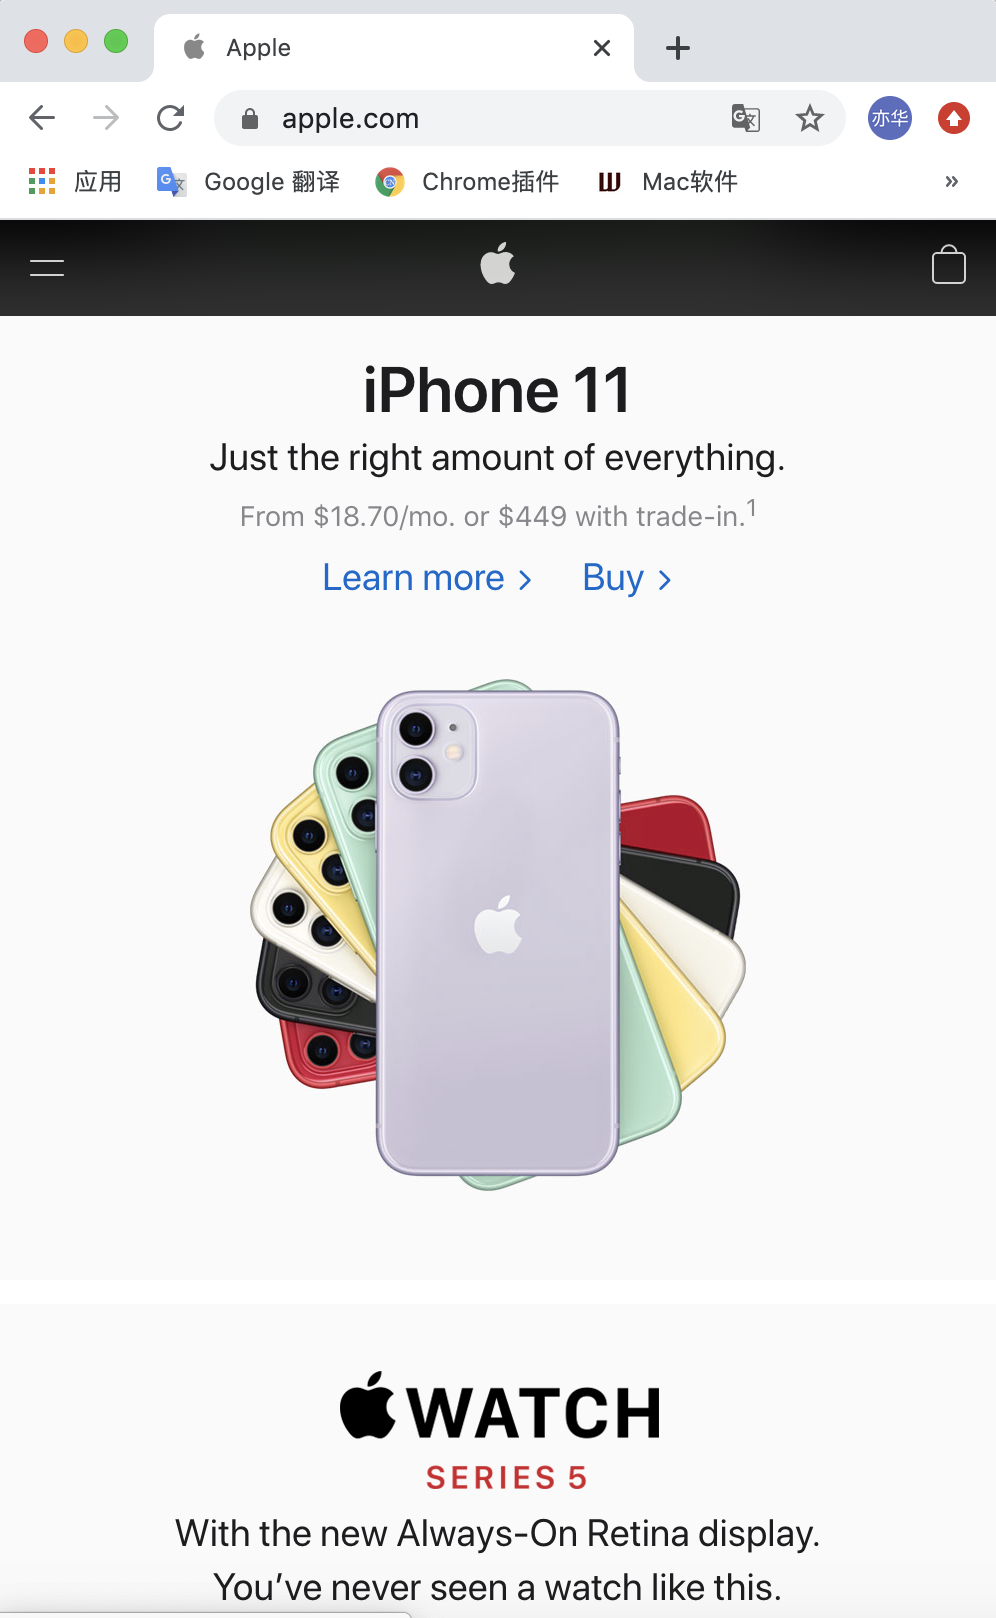 Apple
apple.com
亦华
应用 Google 翻译 Chrome插件 Mac软件 »
iPhone 11
Just the right amount of everything.
From $18.70/mo. or $449 with trade-in.1
Learn more > Buy >
WATCH
SERIES 5
With the new Always-On Retina display.
You’ve never seen a watch like this.